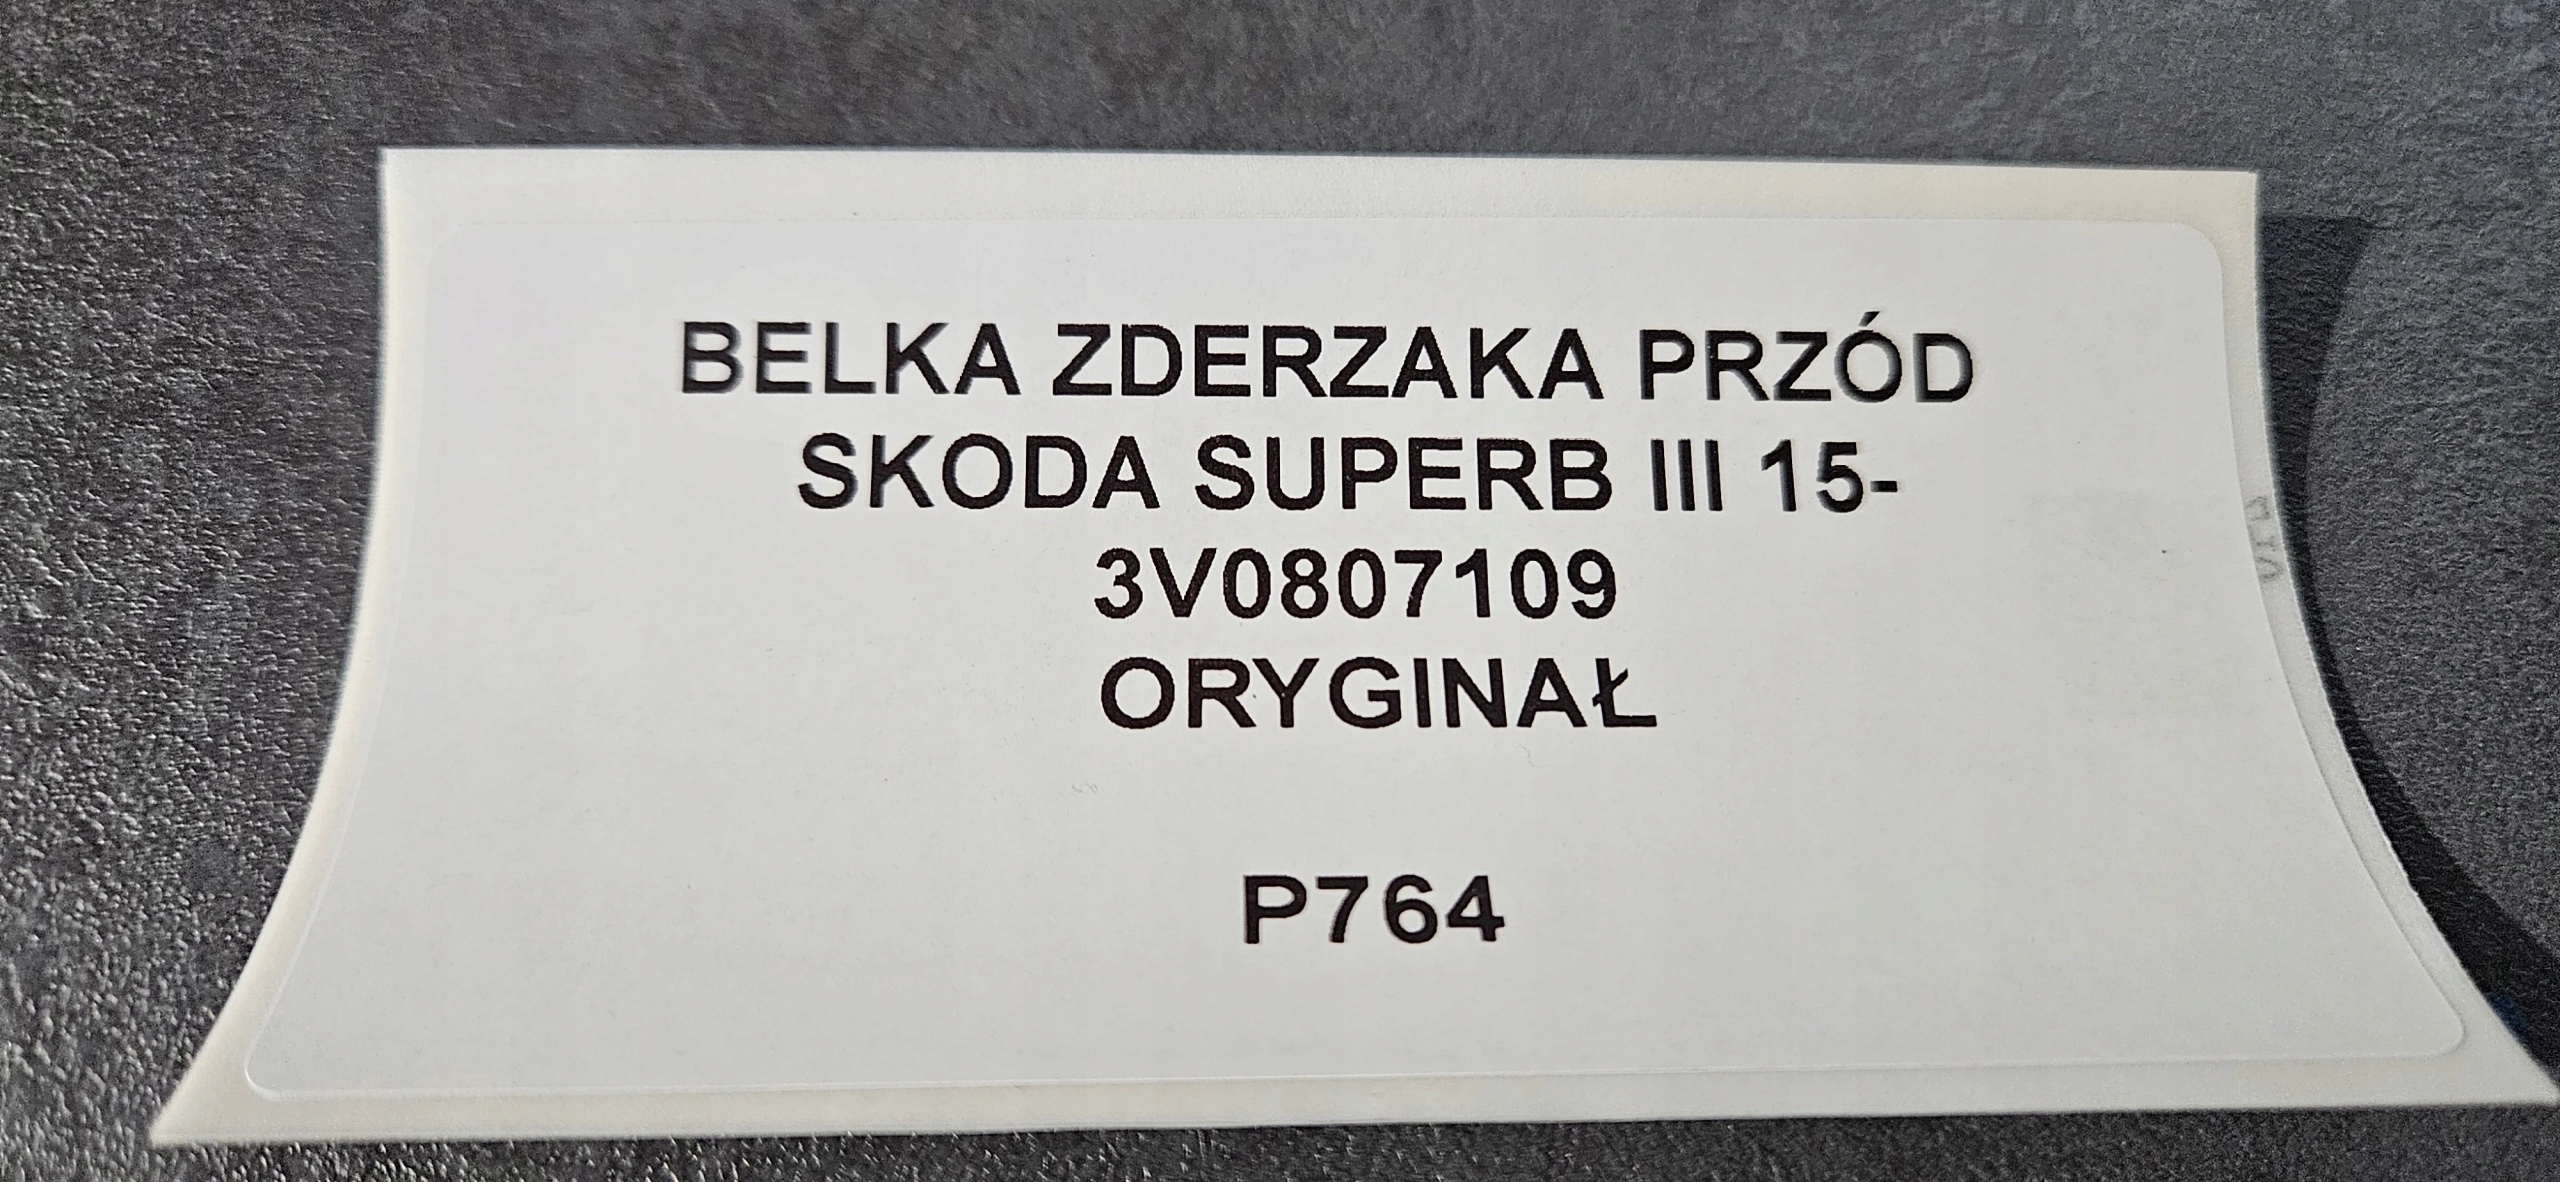 BELKA ZDERZAKA PRZÓD
SKODA SUPERB III 15-
3V0807109
ORYGINAŁ
P764